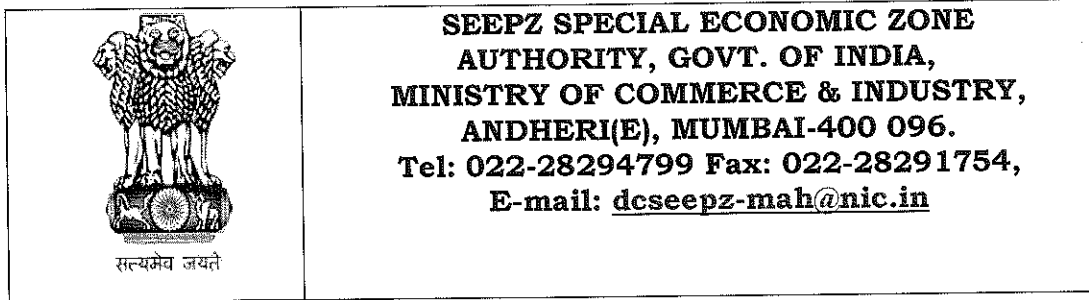 SEEPZ SPECIAL ECONOMIC ZONE
AUTHORITY, GOVT. OF INDIA,
MINISTRY OF COMMERCE & INDUSTRY,
ANDHERI(E), MUMBAI-400 096.
Tel: 022-28294799 Fax: 022-28291754,
E-mail: dcseepz-mah@nic.in
सत्यमेव जयते